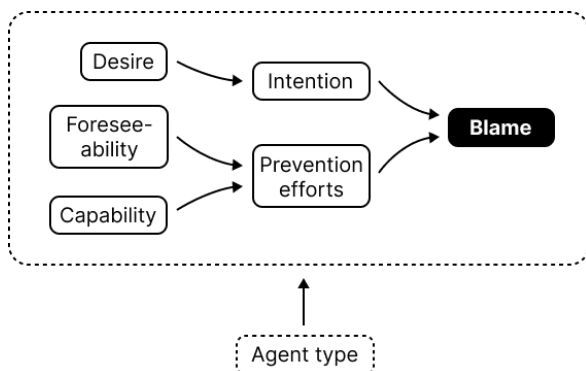 Desire
Intention
Foresee-
ability
Blame
Prevention
efforts
Capability
Agent type